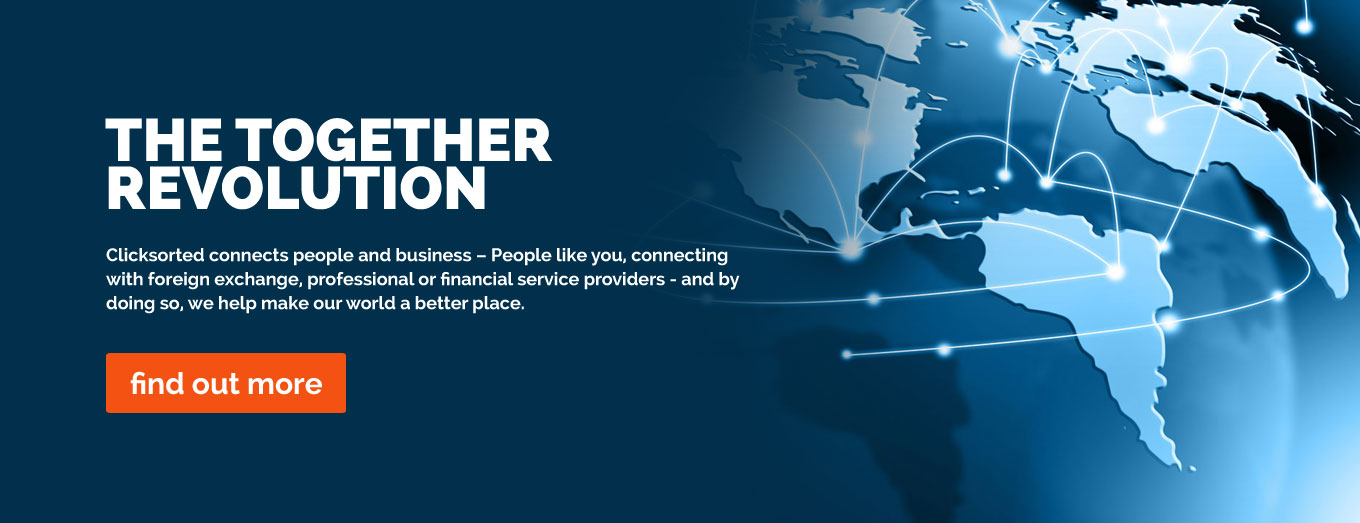 THE TOGETHER
REVOLUTION
Clicksorted connects people and business – People like you, connecting
with foreign exchange, professional or financial service providers - and by
doing so, we help make our world a better place.
find out more